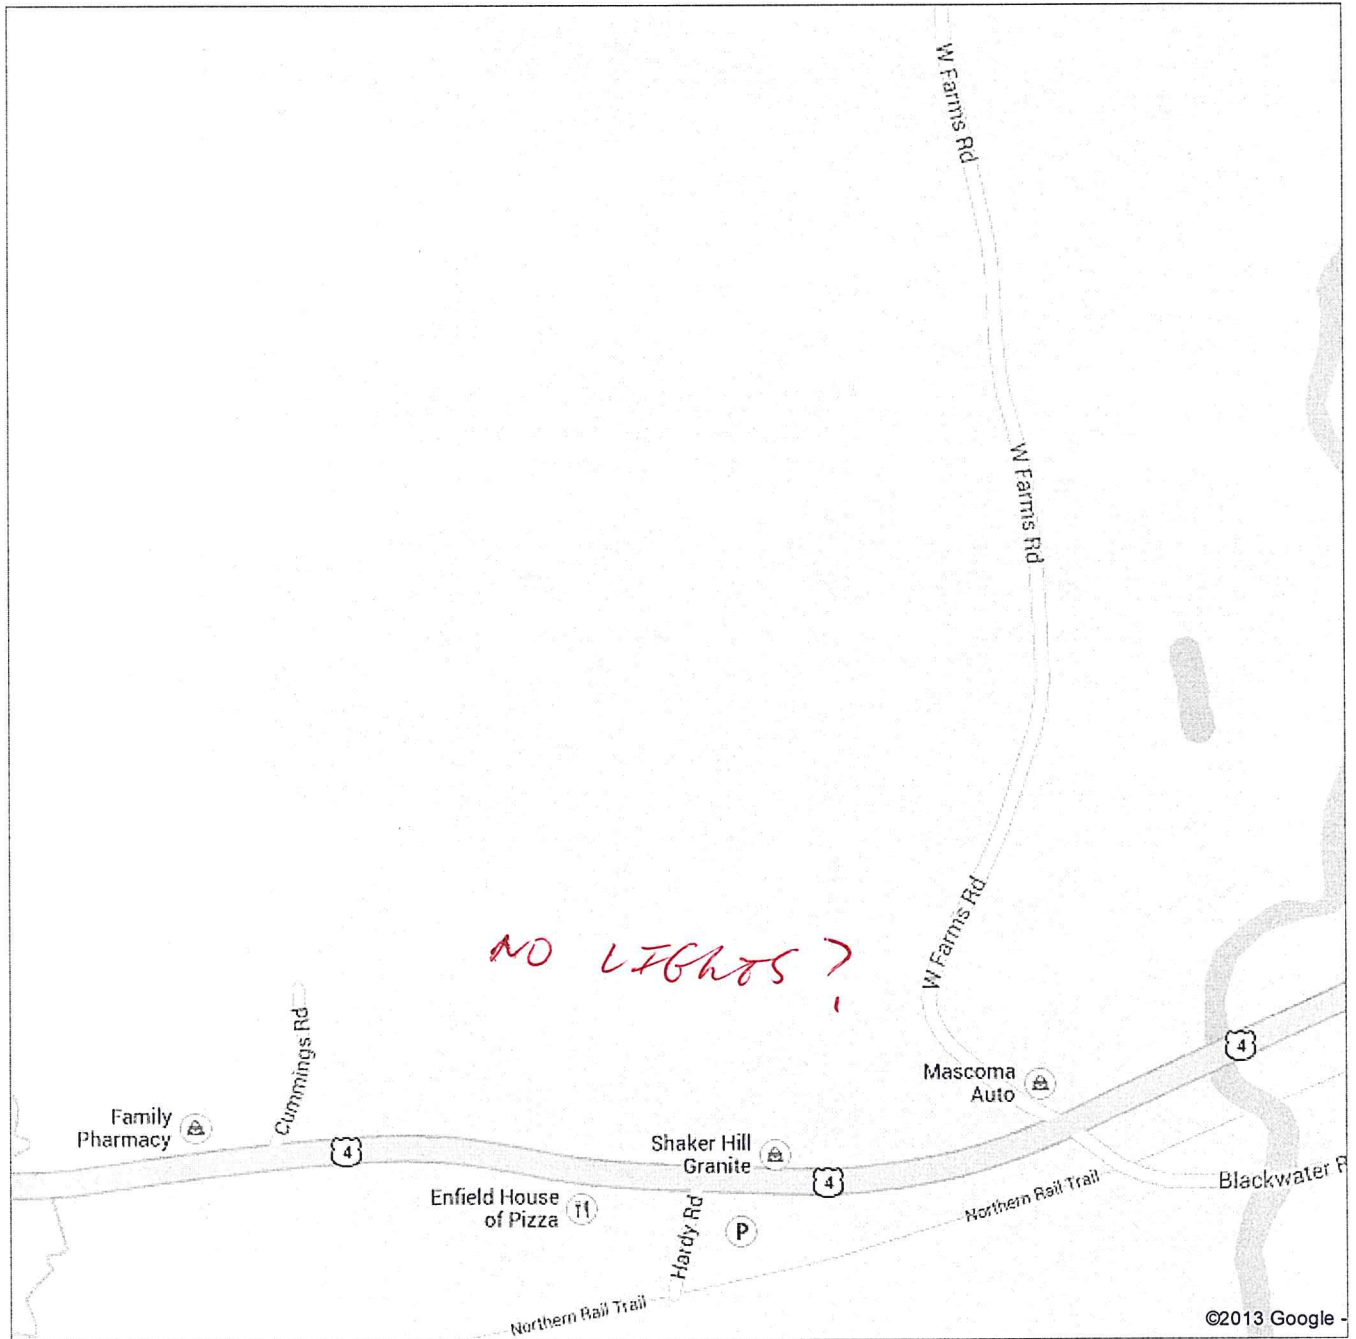 W Farms Rd
W Farms Rd
W Farms Rd
NO LIGHTS?
Cummings Rd
Mascoma
Auto
4
Family
Pharmacy
4
Shaker Hill
Granite
4
Enfield House
of Pizza
Hardy Rd
P
Northern Rail Trail
Blackwater R
Northern Rail Trail
©2013 Google -